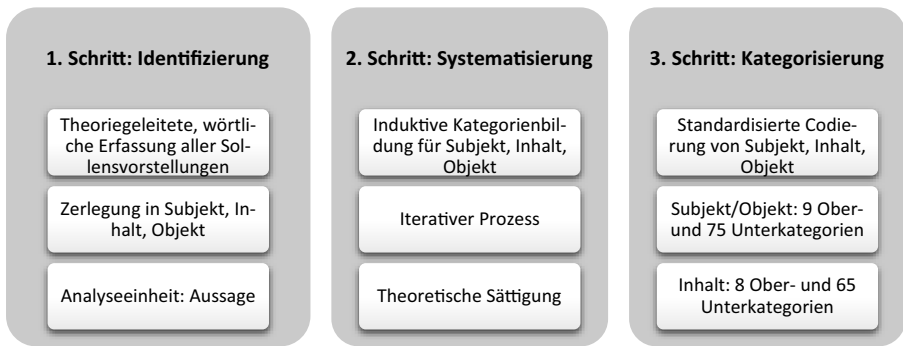 1. Schritt: Identifizierung
Theoriegeleitete, wörtli-
che Erfassung aller Sol-
lensvorstellungen
Zerlegung in Subjekt, In-
halt, Objekt
Analyseeinheit: Aussage
2. Schritt: Systematisierung
Induktive Kategorienbil-
dung für Subjekt, Inhalt,
Objekt
Iterativer Prozess
Theoretische Sättigung
3. Schritt: Kategorisierung
Standardisierte Codie-
rung von Subjekt, Inhalt,
Objekt
Subjekt/Objekt: 9 Ober-
und 75 Unterkategorien
Inhalt: 8 Ober- und 65
Unterkategorien